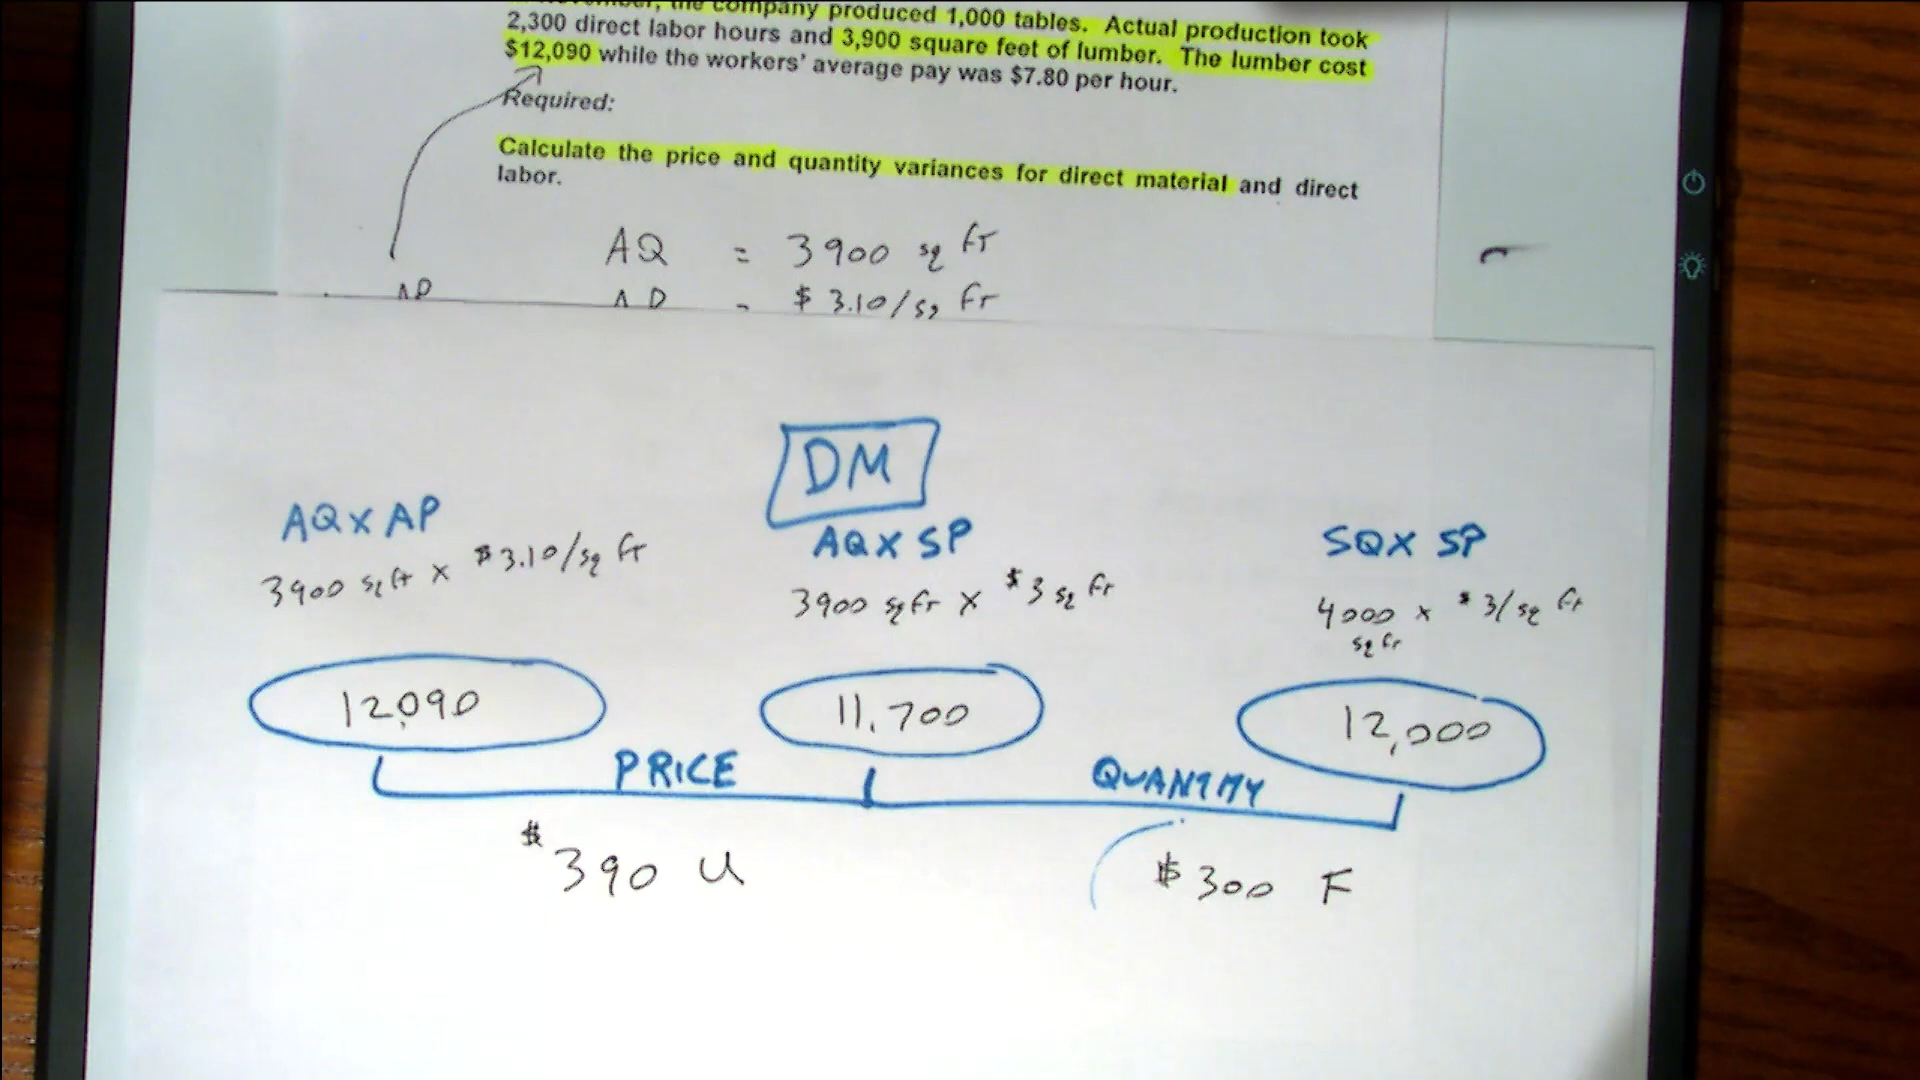 the company produced 1,000 tables. Actual production took
2,300 direct labor hours and 3,900 square feet of lumber. The lumber cost
$12,090 while the workers' average pay was $7.80 per hour.
Required:
Calculate the price and quantity variances for direct material and direct
labor.
AQ = 3900 sq ft
AP AP = $ 3.10/sq ft
DM
AQ X AP AQ X SP SQ X SP
3900 sq ft X $3.10/sq ft 3900 sq ft X $3 sq ft 4000 x $3/sq ft
sq ft
12,090 11,700 12,000
PRICE QUANTITY
$390 U $300 F